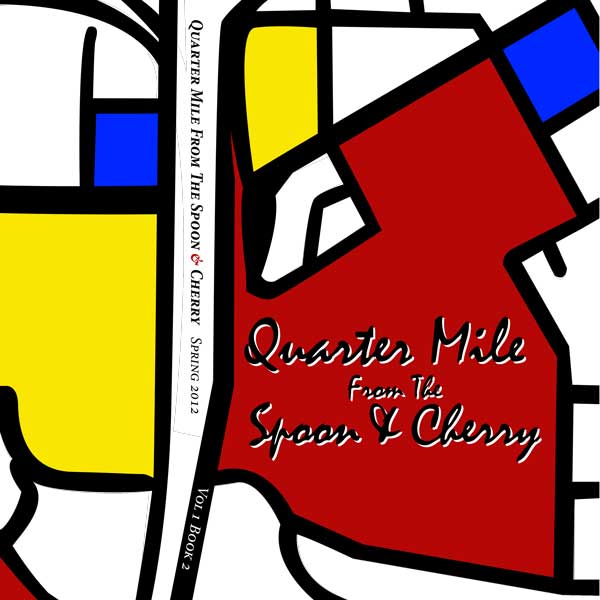 QUARTER MILE FROM THE SPOON & CHERRY SPRING 2012
VOL 1 BOOK 2
Quarter Mile
From The
Spoon & Cherry